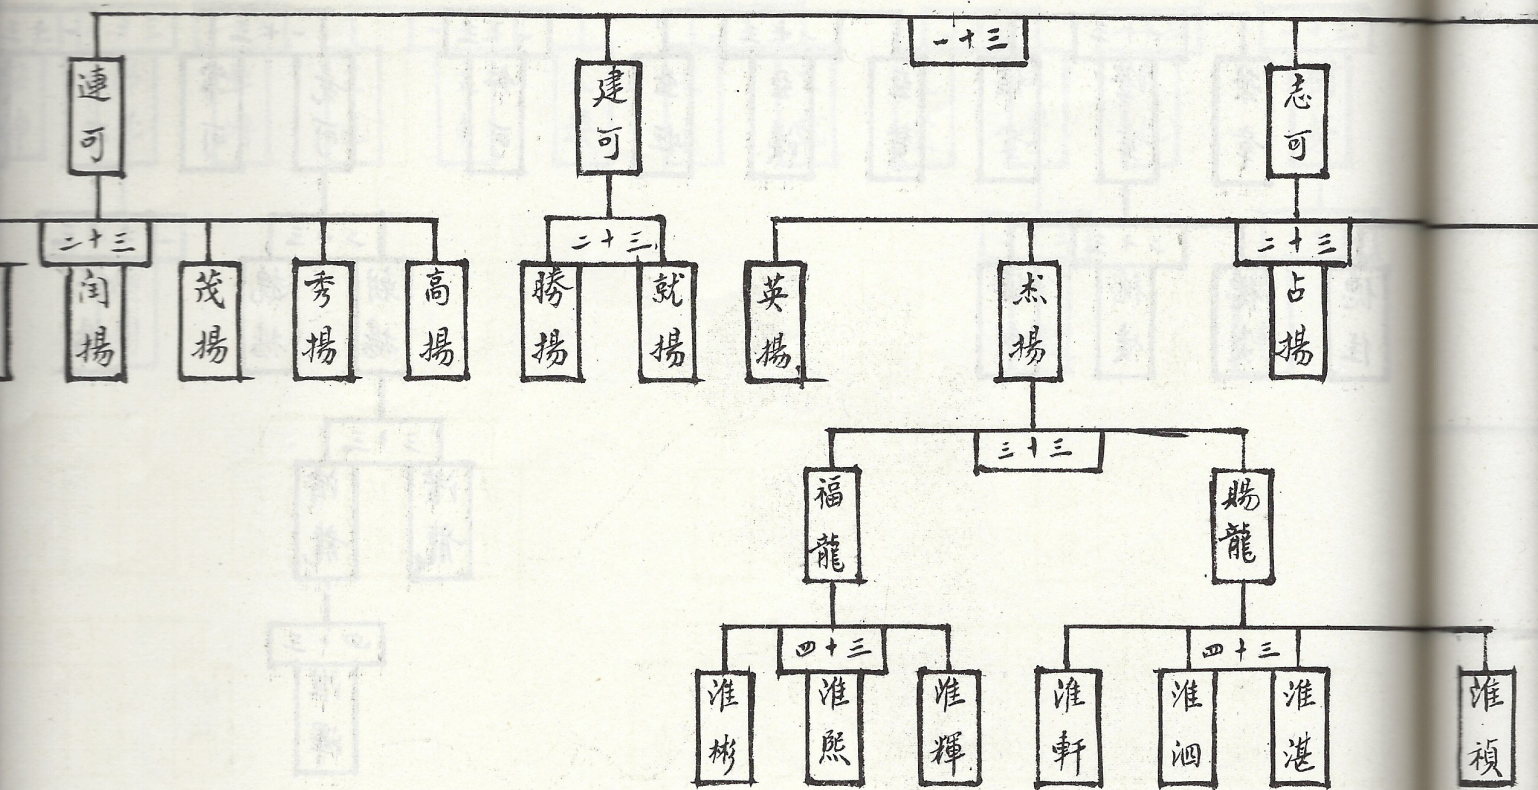 三十一
志可
建可
連可
三十二
占揚
杰揚
英揚
三十二
就揚
勝揚
三十二
高揚
秀揚
茂揚
閏揚
三十三
賜龍
福龍
三十四
淮禎
淮湛
淮泗
淮軒
三十四
淮輝
淮熙
淮彬